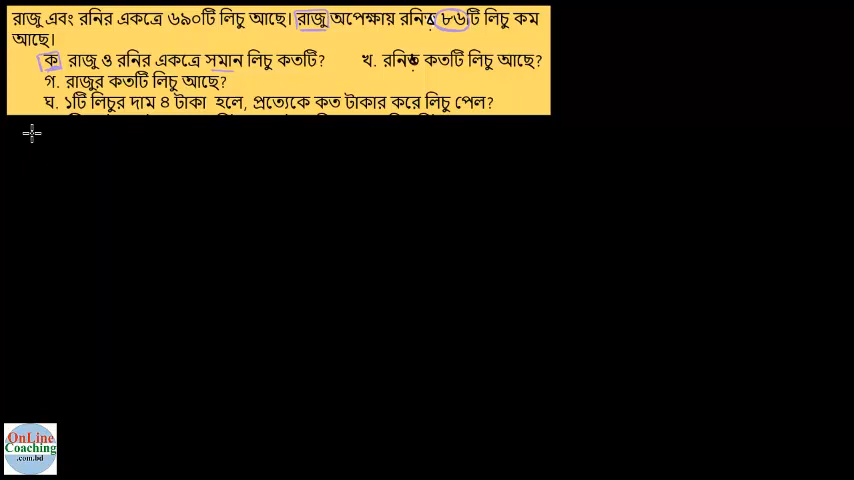 রাজু এবং রনির একত্রে ৬৯০টি লিচু আছে। রাজু অপেক্ষায় রনির ৮৬টি লিচু কম
আছে।
ক রাজু ও রনির একত্রে সমান লিচু কতটি? খ. রনির কতটি লিচু আছে?
গ. রাজুর কতটি লিচু আছে?
ঘ. ১টি লিচুর দাম ৪ টাকা হলে, প্রত্যেকে কত টাকার করে লিচু পেল?
OnLine
Coaching
.com.bd